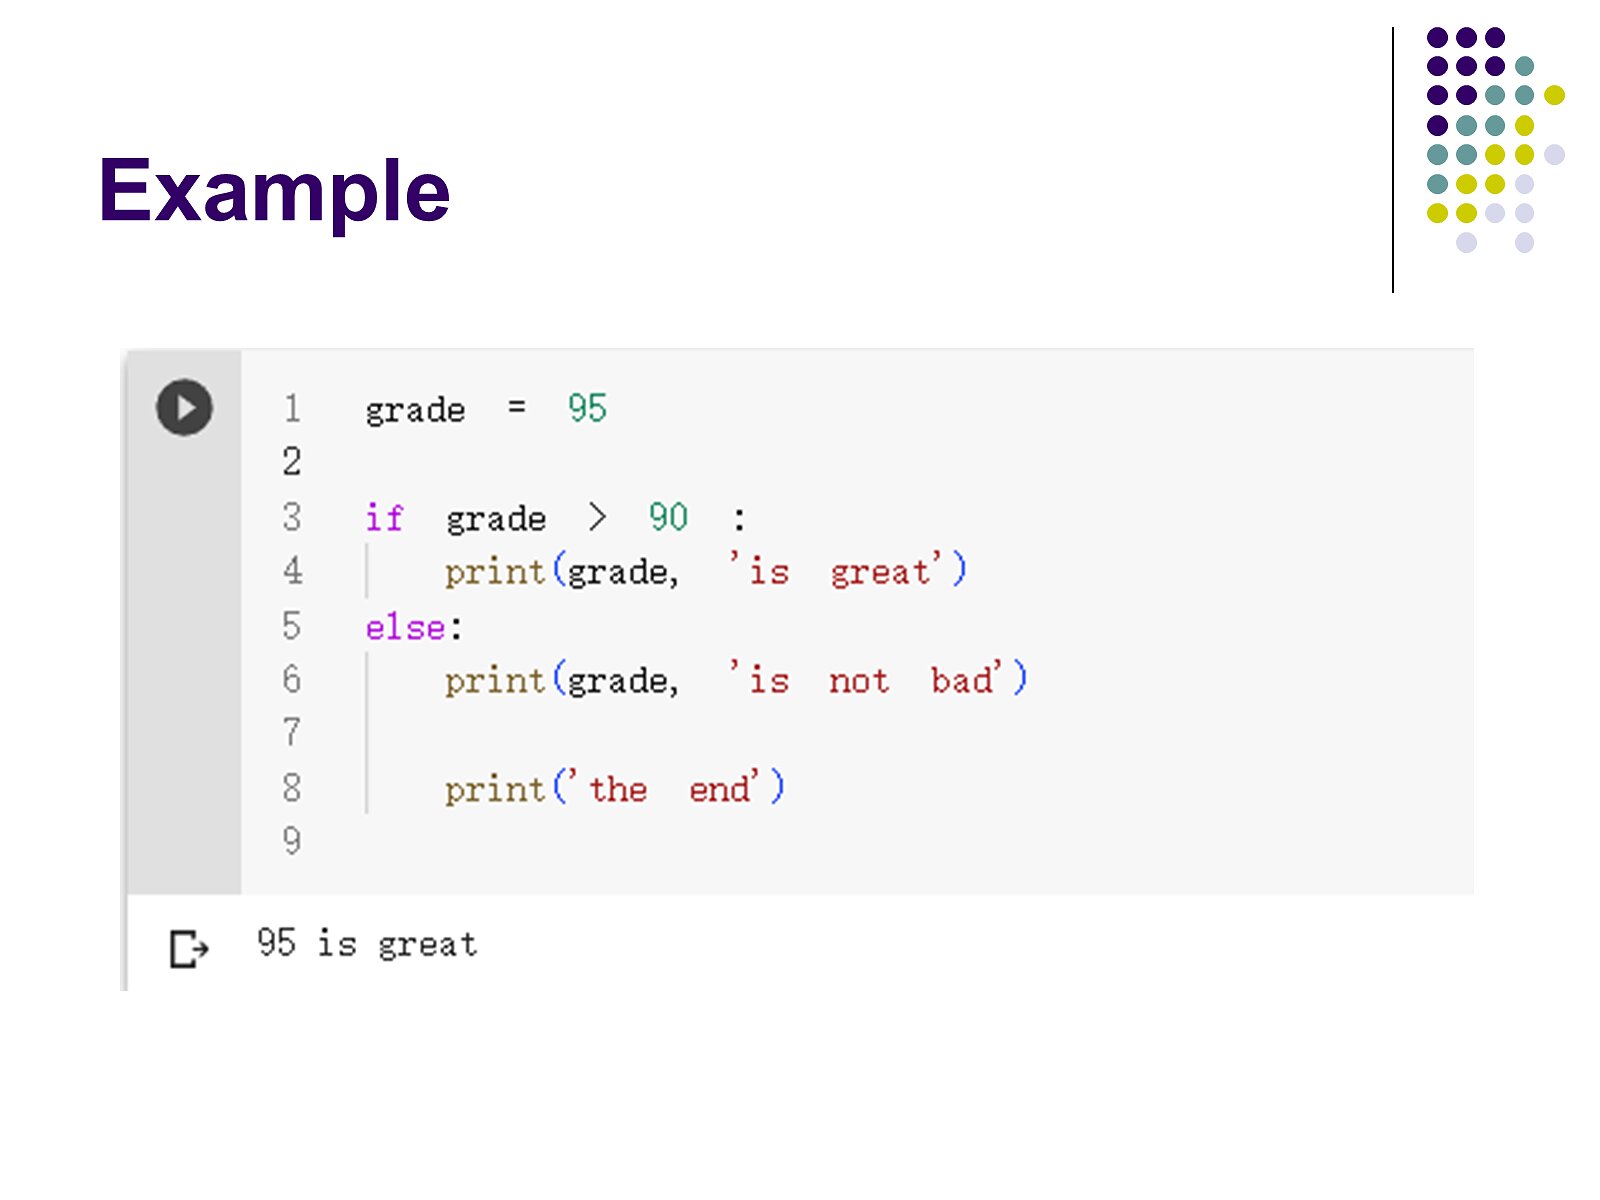 Example
1 grade = 95
2
3 if grade > 90 :
4 print(grade, 'is great')
5 else:
6 print(grade, 'is not bad')
7
8 print('the end')
9
95 is great